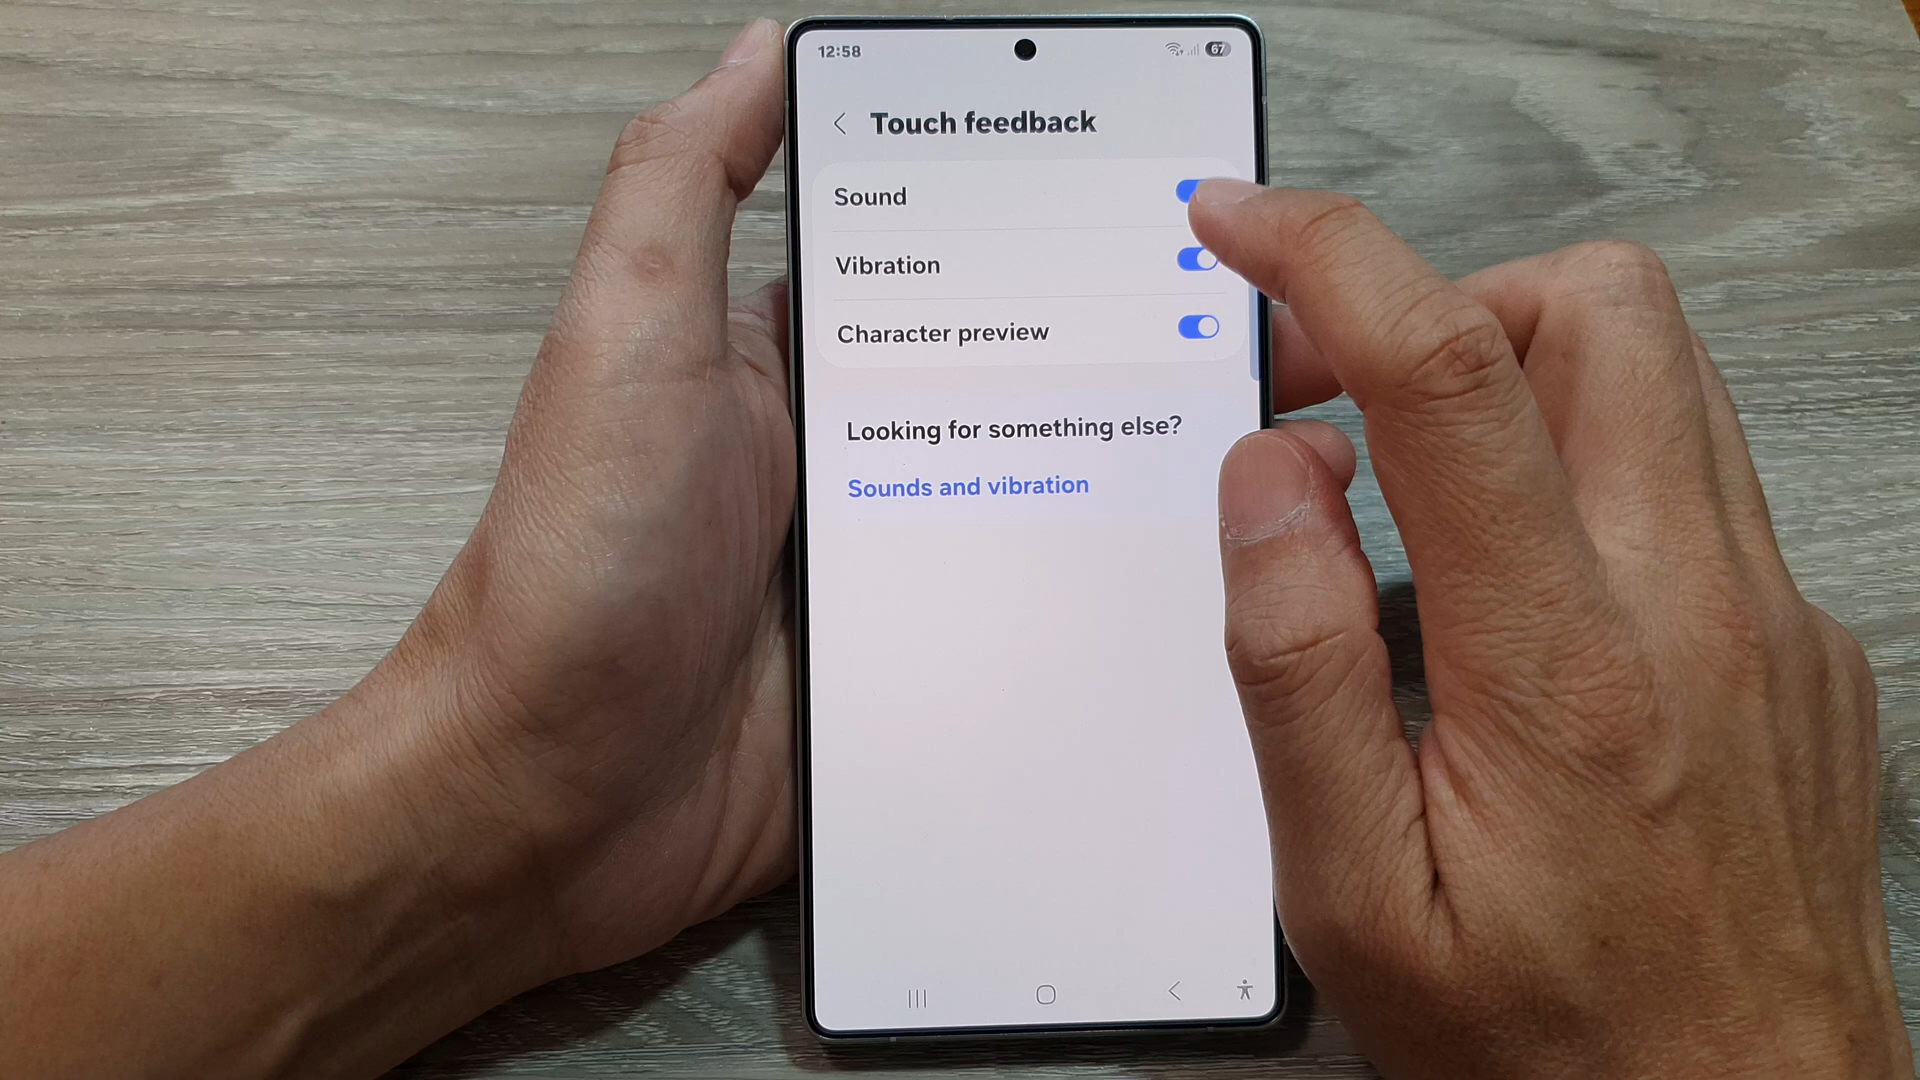 12:58
67
Touch feedback
Sound
Vibration
Character preview
Looking for something else?
Sounds and vibration